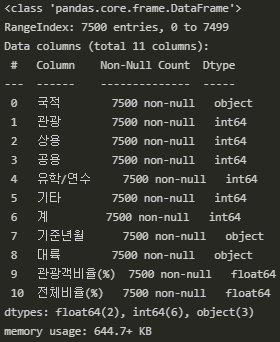 <class 'pandas.core.frame.DataFrame'>
RangeIndex: 7500 entries, 0 to 7499
Data columns (total 11 columns):
 #   Column    Non-Null Count  Dtype
---  ------    --------------  -----
 0   국적        7500 non-null   object
 1   관광        7500 non-null   int64
 2   상용        7500 non-null   int64
 3   공용        7500 non-null   int64
 4   유학/연수     7500 non-null   int64
 5   기타        7500 non-null   int64
 6   계         7500 non-null   int64
 7   기준년월      7500 non-null   object
 8   대륙        7500 non-null   object
 9   관광객비율(%)  7500 non-null   float64
 10  전체비율(%)   7500 non-null   float64
dtypes: float64(2), int64(6), object(3)
memory usage: 644.7+ KB